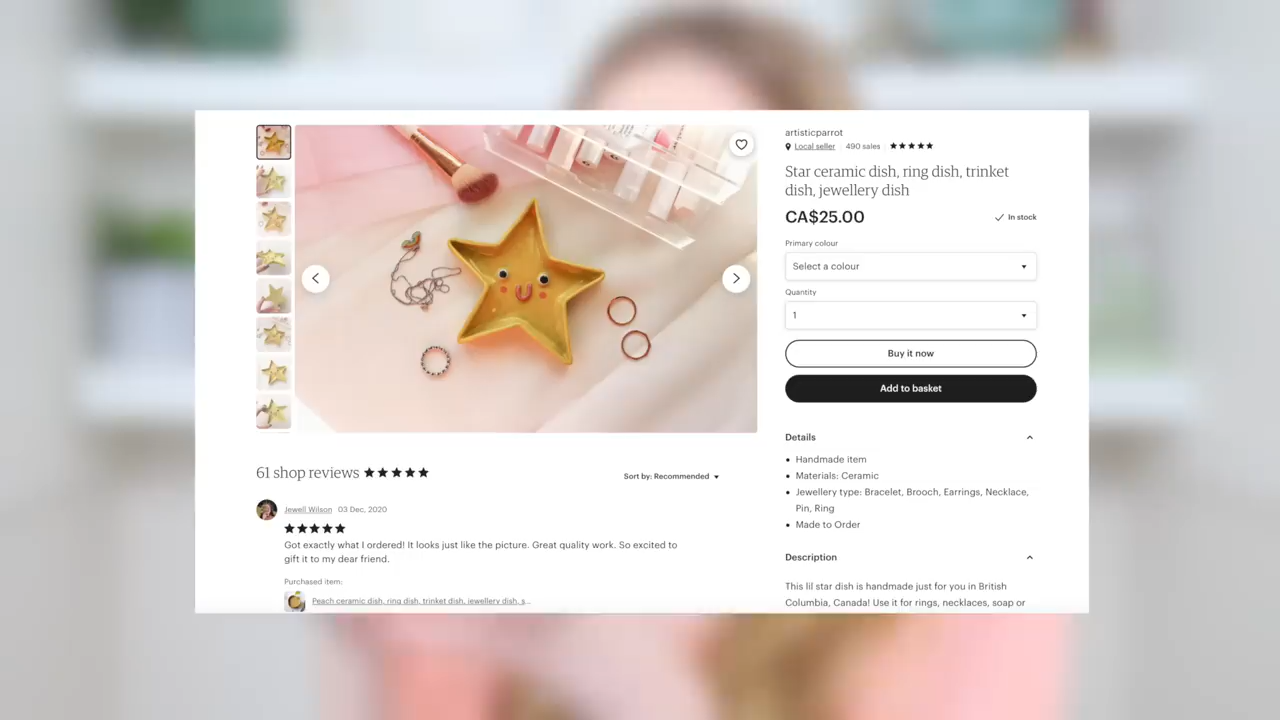 artisticparrot
Local seller
490 sales
Star ceramic dish, ring dish, trinket
dish, jewellery dish
CA$25.00
In stock
Primary colour
Select a colour
Quantity
1
Buy it now
Add to basket
Details
Handmade item
Materials: Ceramic
Jewellery type: Bracelet, Brooch, Earrings, Necklace,
Pin, Ring
Made to Order
Description
This lil star dish is handmade just for you in British
Columbia, Canada! Use it for rings, necklaces, soap or
61 shop reviews
Sort by: Recommended
Jewell Wilson 03 Dec, 2020
Got exactly what I ordered! It looks just like the picture. Great quality work. So excited to
gift it to my dear friend.
Purchased item:
Peach ceramic dish, ring dish, trinket dish, jewellery dish, s...